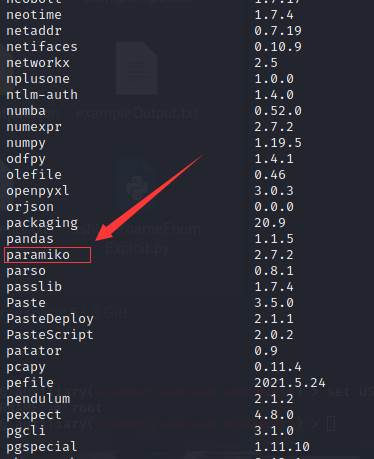 neotime 1.7.4
netaddr 0.7.19
netifaces 0.10.9
networkx 2.5
nplusone 1.0.0
ntlm-auth 1.4.0
numba 0.52.0
numexpr 2.7.2
numpy 1.19.5
odfpy 1.4.1
olefile 0.46
openpyxl 3.0.3
orjson 0.0.0
packaging 20.9
pandas 1.1.5
paramiko 2.7.2
parso 0.8.1
passlib 1.7.4
Paste 3.5.0
PasteDeploy 2.1.1
PasteScript 2.0.2
patator 0.9
pcapy 0.11.4
pefile 2021.5.24
pendulum 2.1.2
pexpect 4.8.0
pgcli 3.1.0
pgspecial 1.11.10